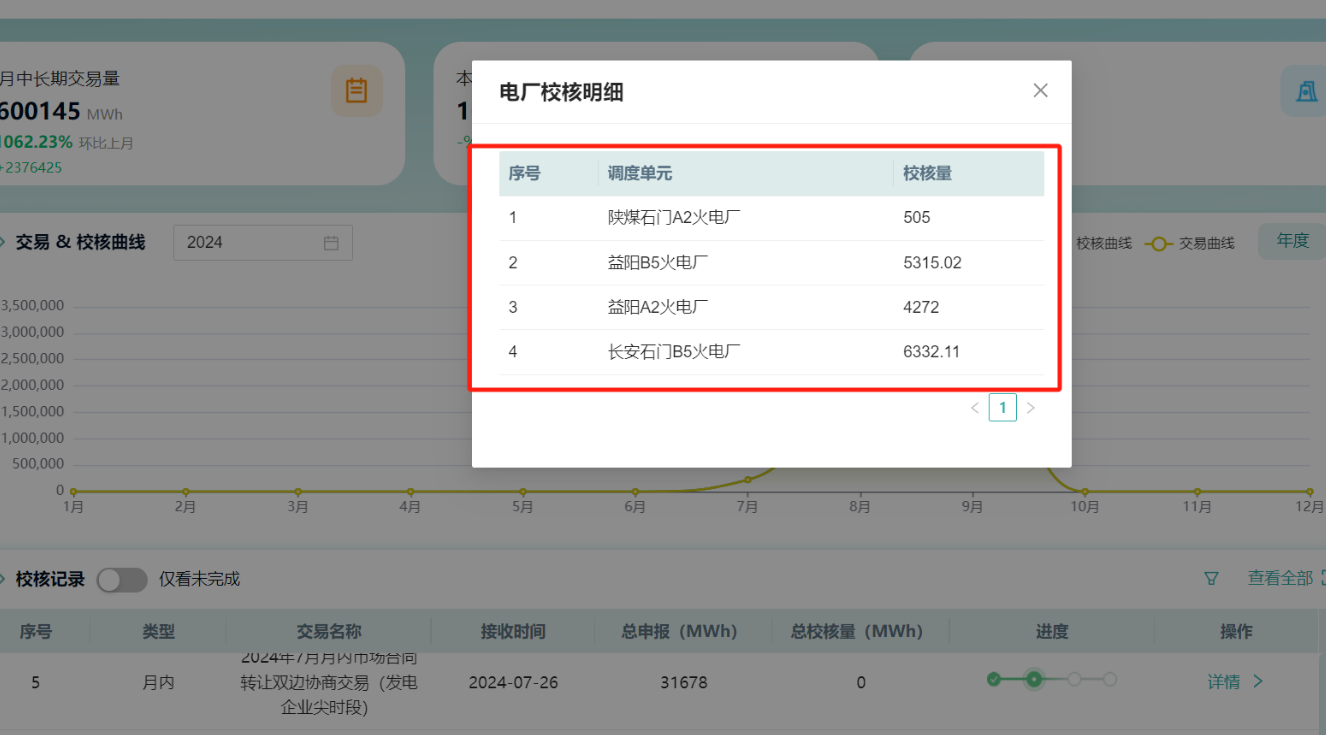 月中长期交易量
600145 MWh
1062.23% 环比上月
+2376425
本
1
-%
电厂校核明细
序号 调度单元 校核量
1 陕煤石门A2火电厂 505
2 益阳B5火电厂 5315.02
3 益阳A2火电厂 4272
4 长安石门B5火电厂 6332.11
1
交易 & 校核曲线 2024
校核曲线 交易曲线 年度
3,500,000
3,000,000
2,500,000
2,000,000
1,500,000
1,000,000
500,000
0
1月 2月 3月 4月 5月 6月 7月 8月 9月 10月 11月 12月
校核记录 仅看未完成 查看全部
序号 类型 交易名称 接收时间 总申报（MWh） 总校核量（MWh） 进度 操作
2024年7月月内市场合同
5 月内 转让双边协商交易（发电 2024-07-26 31678 0 详情
企业尖时段)